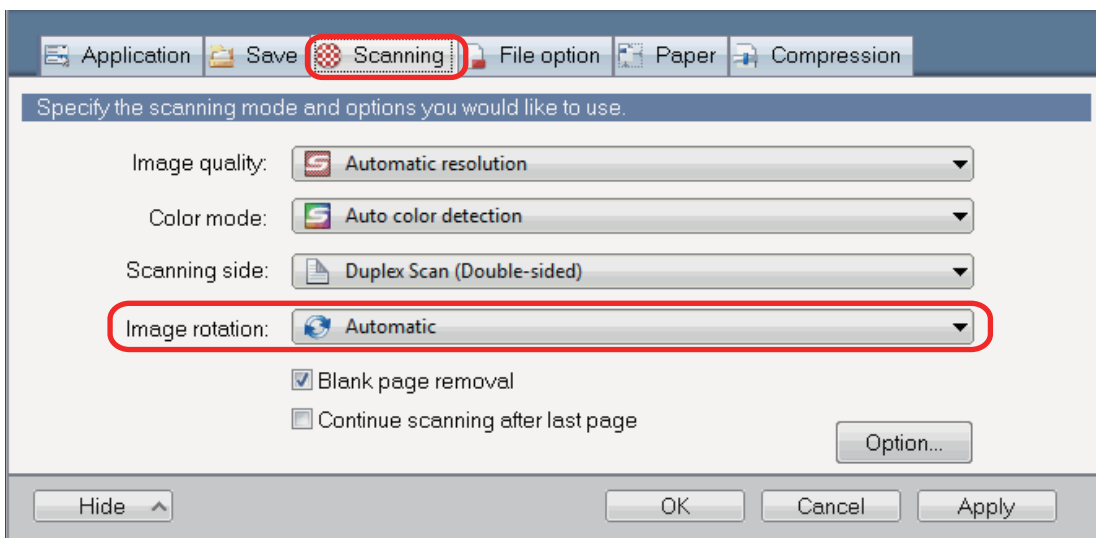 Application Save Scanning File option Paper Compression
Specify the scanning mode and options you would like to use.
Image quality: Automatic resolution
Color mode: Auto color detection
Scanning side: Duplex Scan (Double-sided)
Image rotation: Automatic
Blank page removal
Continue scanning after last page
Option...
Hide OK Cancel Apply